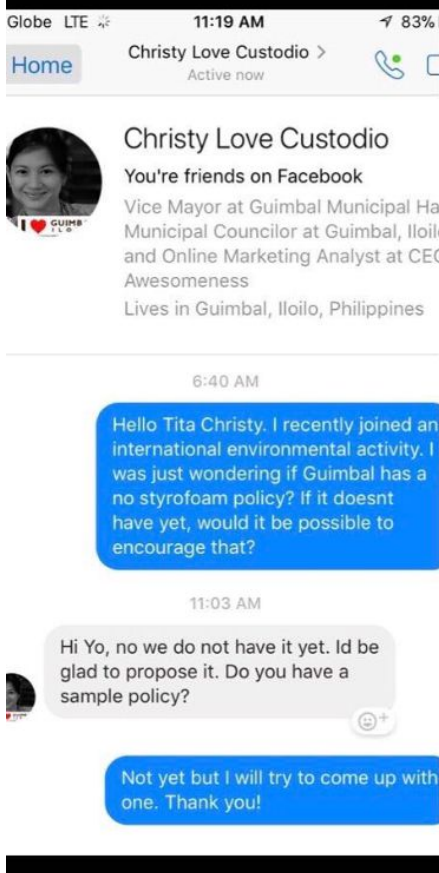 Globe LTE 11:19 AM 83%
Home
Christy Love Custodio >
Active now
Christy Love Custodio
You're friends on Facebook
Vice Mayor at Guimbal Municipal Ha
Municipal Councilor at Guimbal, Iloil
and Online Marketing Analyst at CEO
Awesomeness
Lives in Guimbal, Iloilo, Philippines
I GUIMB
ILO
6:40 AM
Hello Tita Christy. I recently joined an
international environmental activity. I
was just wondering if Guimbal has a
no styrofoam policy? If it doesnt
have yet, would it be possible to
encourage that?
11:03 AM
Hi Yo, no we do not have it yet. Id be
glad to propose it. Do you have a
sample policy?
Not yet but I will try to come up with
one. Thank you!